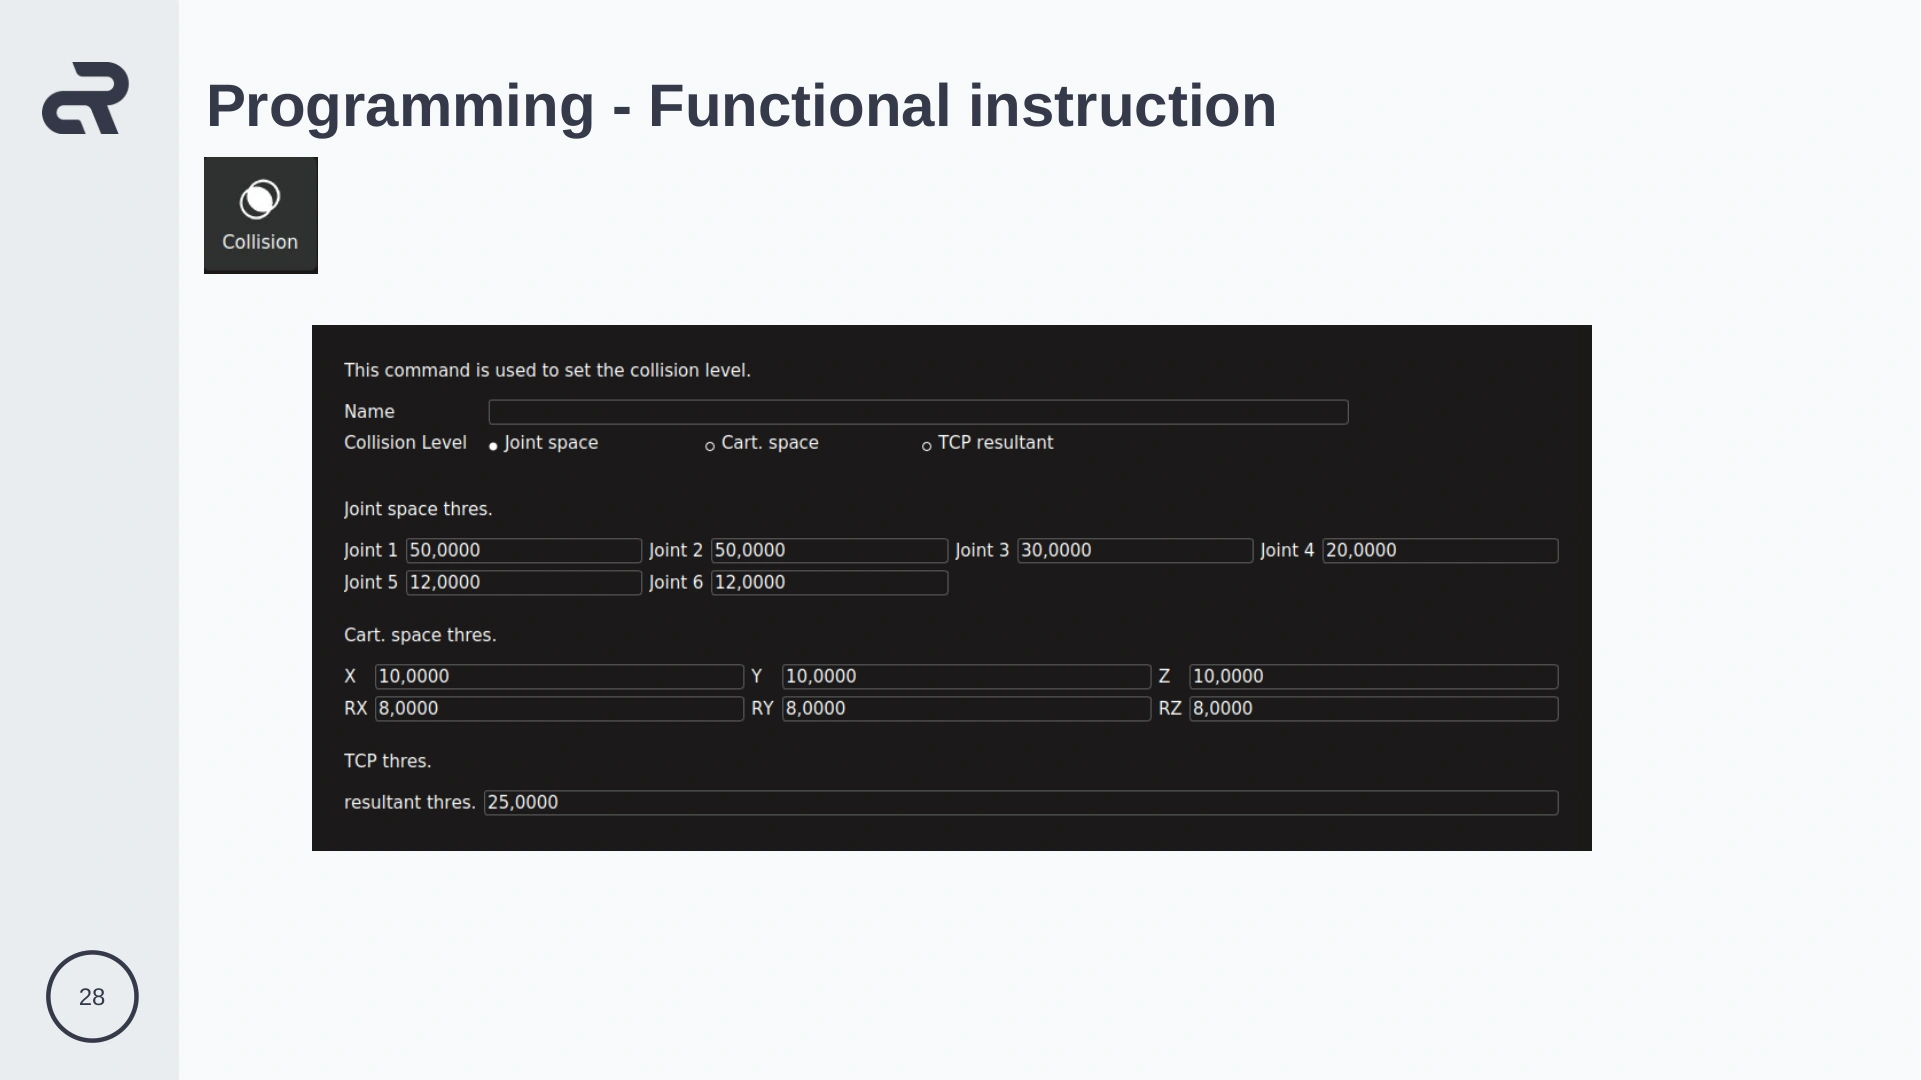 Programming - Functional instruction
Collision
This command is used to set the collision level.
Name
Collision Level Joint space Cart. space TCP resultant
Joint space thres.
Joint 1 50,0000 Joint 2 50,0000 Joint 3 30,0000 Joint 4 20,0000
Joint 5 12,0000 Joint 6 12,0000
Cart. space thres.
X 10,0000 Y 10,0000 Z 10,0000
RX 8,0000 RY 8,0000 RZ 8,0000
TCP thres.
resultant thres. 25,0000
28